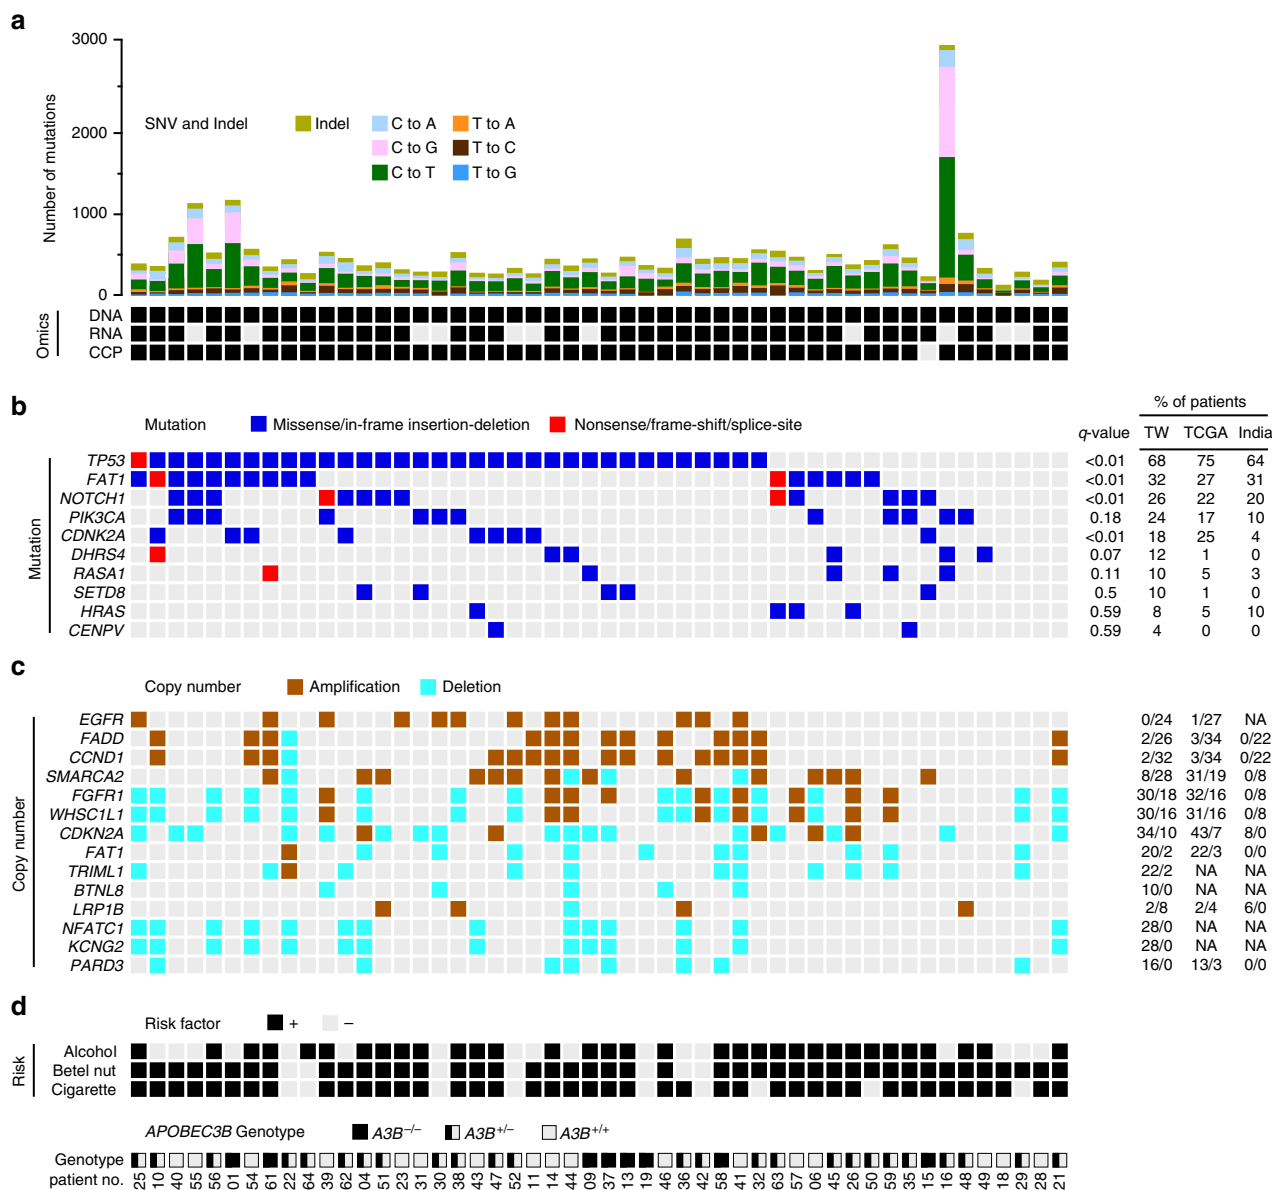 a
3000
2000
1000
0
Number of mutations
SNV and Indel
Indel
C to A
T to A
C to G
T to C
C to T
T to G
Omics
DNA
RNA
CCP
b
Mutation
Missense/in-frame insertion-deletion
Nonsense/frame-shift/splice-site
% of patients
q-value TW TCGA India
Mutation
TP53 <0.01 68 75 64
FAT1 <0.01 32 27 31
NOTCH1 <0.01 26 22 20
PIK3CA 0.18 24 17 10
CDNK2A <0.01 18 25 4
DHRS4 0.07 12 1 0
RASA1 0.11 10 5 3
SETD8 0.5 10 1 0
HRAS 0.59 8 5 10
CENPV 0.59 4 0 0
c
Copy number
Amplification
Deletion
Copy number
EGFR 0/24 1/27 NA
FADD 2/26 3/34 0/22
CCND1 2/32 3/34 0/22
SMARCA2 8/28 31/19 0/8
FGFR1 30/18 32/16 0/8
WHSC1L1 30/16 31/16 0/8
CDKN2A 34/10 43/7 8/0
FAT1 20/2 22/3 0/0
TRIML1 22/2 NA NA
BTNL8 10/0 NA NA
LRP1B 2/8 2/4 6/0
NFATC1 28/0 NA NA
KCNG2 28/0 NA NA
PARD3 16/0 13/3 0/0
d
Risk factor + –
Risk
Alcohol
Betel nut
Cigarette
APOBEC3B Genotype A3B–/– A3B+/– A3B+/+
Genotype
patient no. 25 10 40 55 56 01 54 61 22 64 39 62 04 51 23 31 30 38 43 47 52 11 14 44 09 37 13 19 46 36 42 58 41 32 63 57 06 45 26 50 59 35 15 16 48 49 18 29 28 21